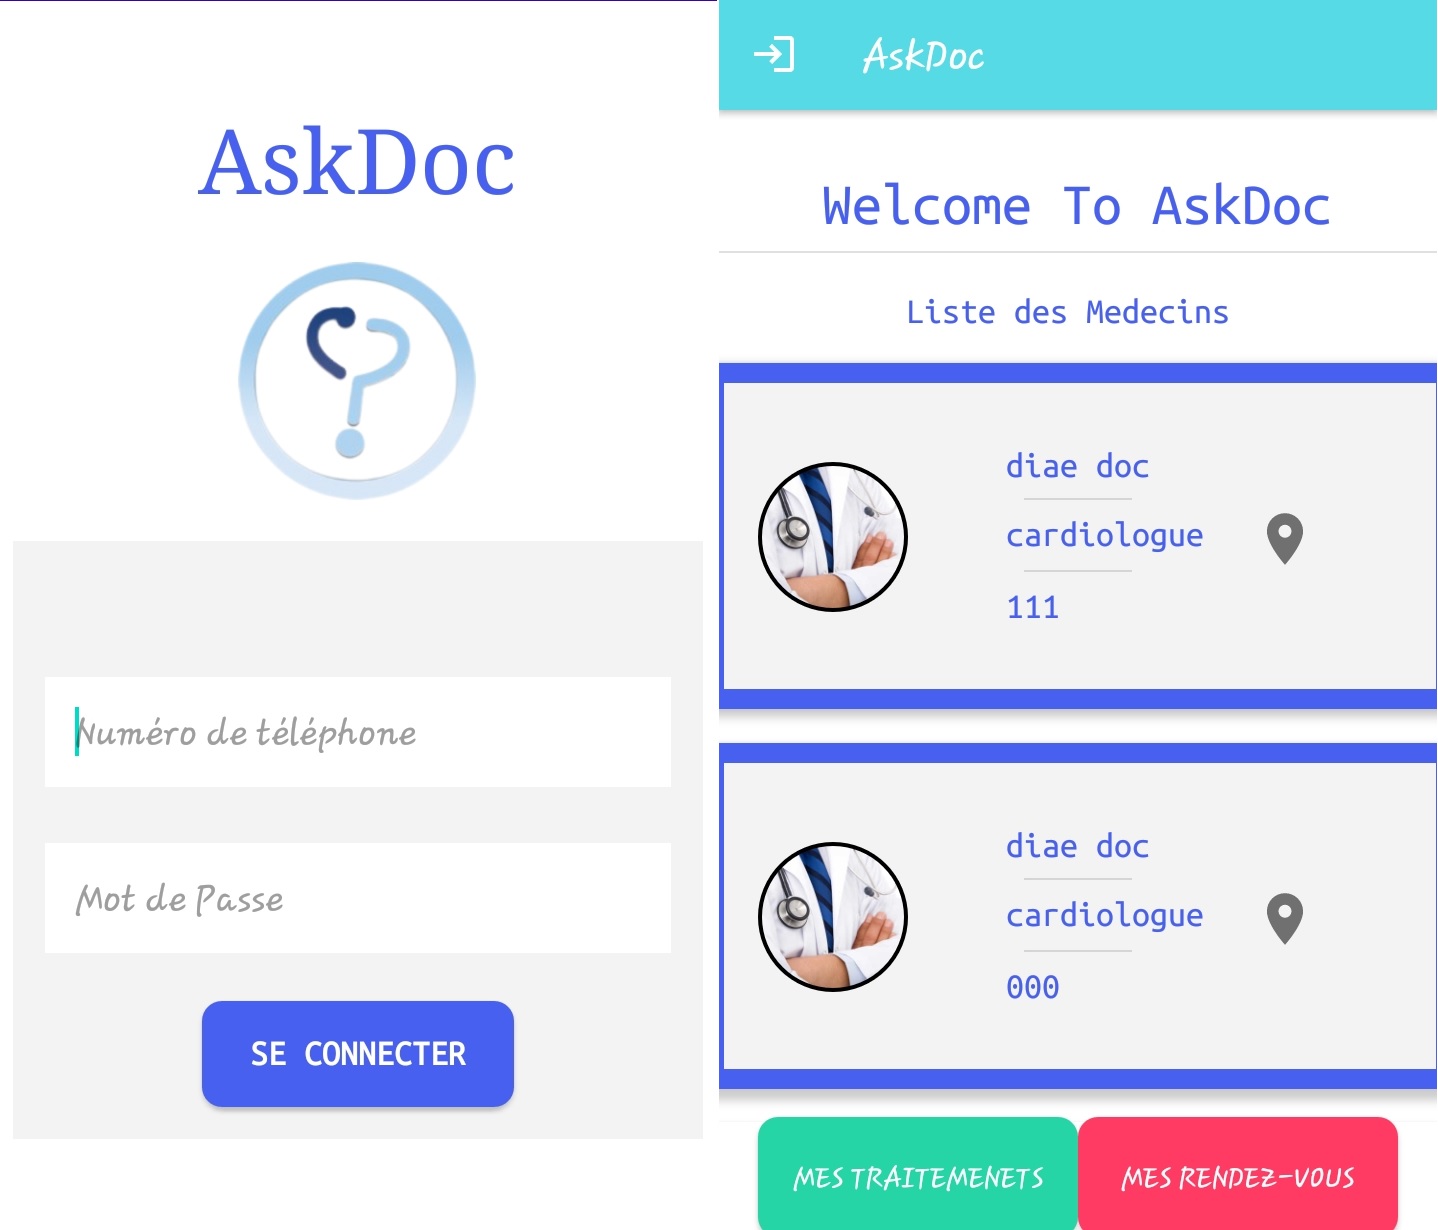 AskDoc
Numéro de téléphone
Mot de Passe
SE CONNECTER
AskDoc
Welcome To AskDoc
Liste des Medecins
diae doc
cardiologue
111
diae doc
cardiologue
000
MES TRAITEMENETS
MES RENDEZ-VOUS